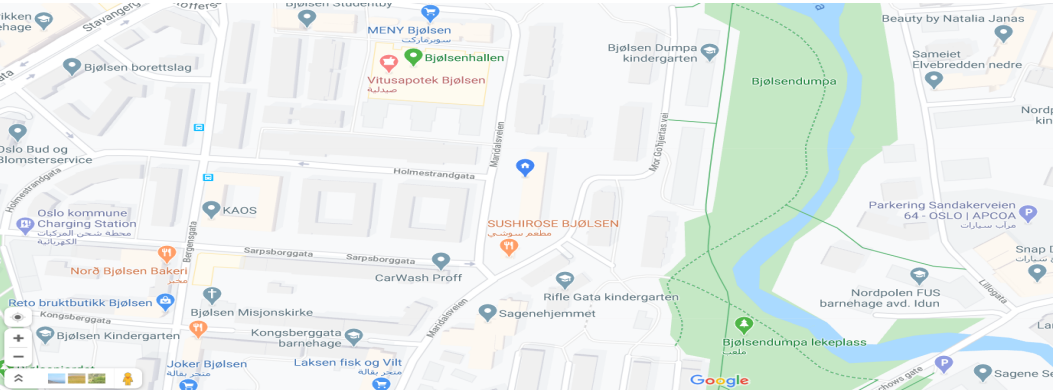 Stavangerg
Bjølsen Studentby
MENY Bjølsen
سوبرماركت
Bjølsenhallen
Vitusapotek Bjølsen
صيدلية
Bjølsen borettslag
Bjølsen Dumpa
kindergarten
Bjølsendumpa
Beauty by Natalia Janas
Sameiet
Elvebredden nedre
Oslo Bud og
Blomsterservice
Holmestrandgata
Maridalsveien
Mor Go'hjertas vei
Holmestrandgata
KAOS
Oslo kommune
Charging Station
محطة شحن المركبات
الكهربائية
Bergensgata
SUSHIROSE BJØLSEN
مطعم سوشي
Parkering Sandakerveien
64 - OSLO | APCOA
مرآب سيارات
Sarpsborggata
Sarpsborggata
Norð Bjølsen Bakeri
مخبز
CarWash Proff
Rifle Gata kindergarten
Nordpolen FUS
barnehage avd. Idun
Lillogata
Reto bruktbutikk Bjølsen
Kongsberggata
Bjølsen Misjonskirke
Maridalsveien
Sagenehjemmet
Bjølsen Kindergarten
Kongsberggata
barnehage
Bjølsendumpa lekeplass
ملعب
Joker Bjølsen
متجر بقالة
Laksen fisk og Vilt
متجر بقالة
Google
Sagene Se